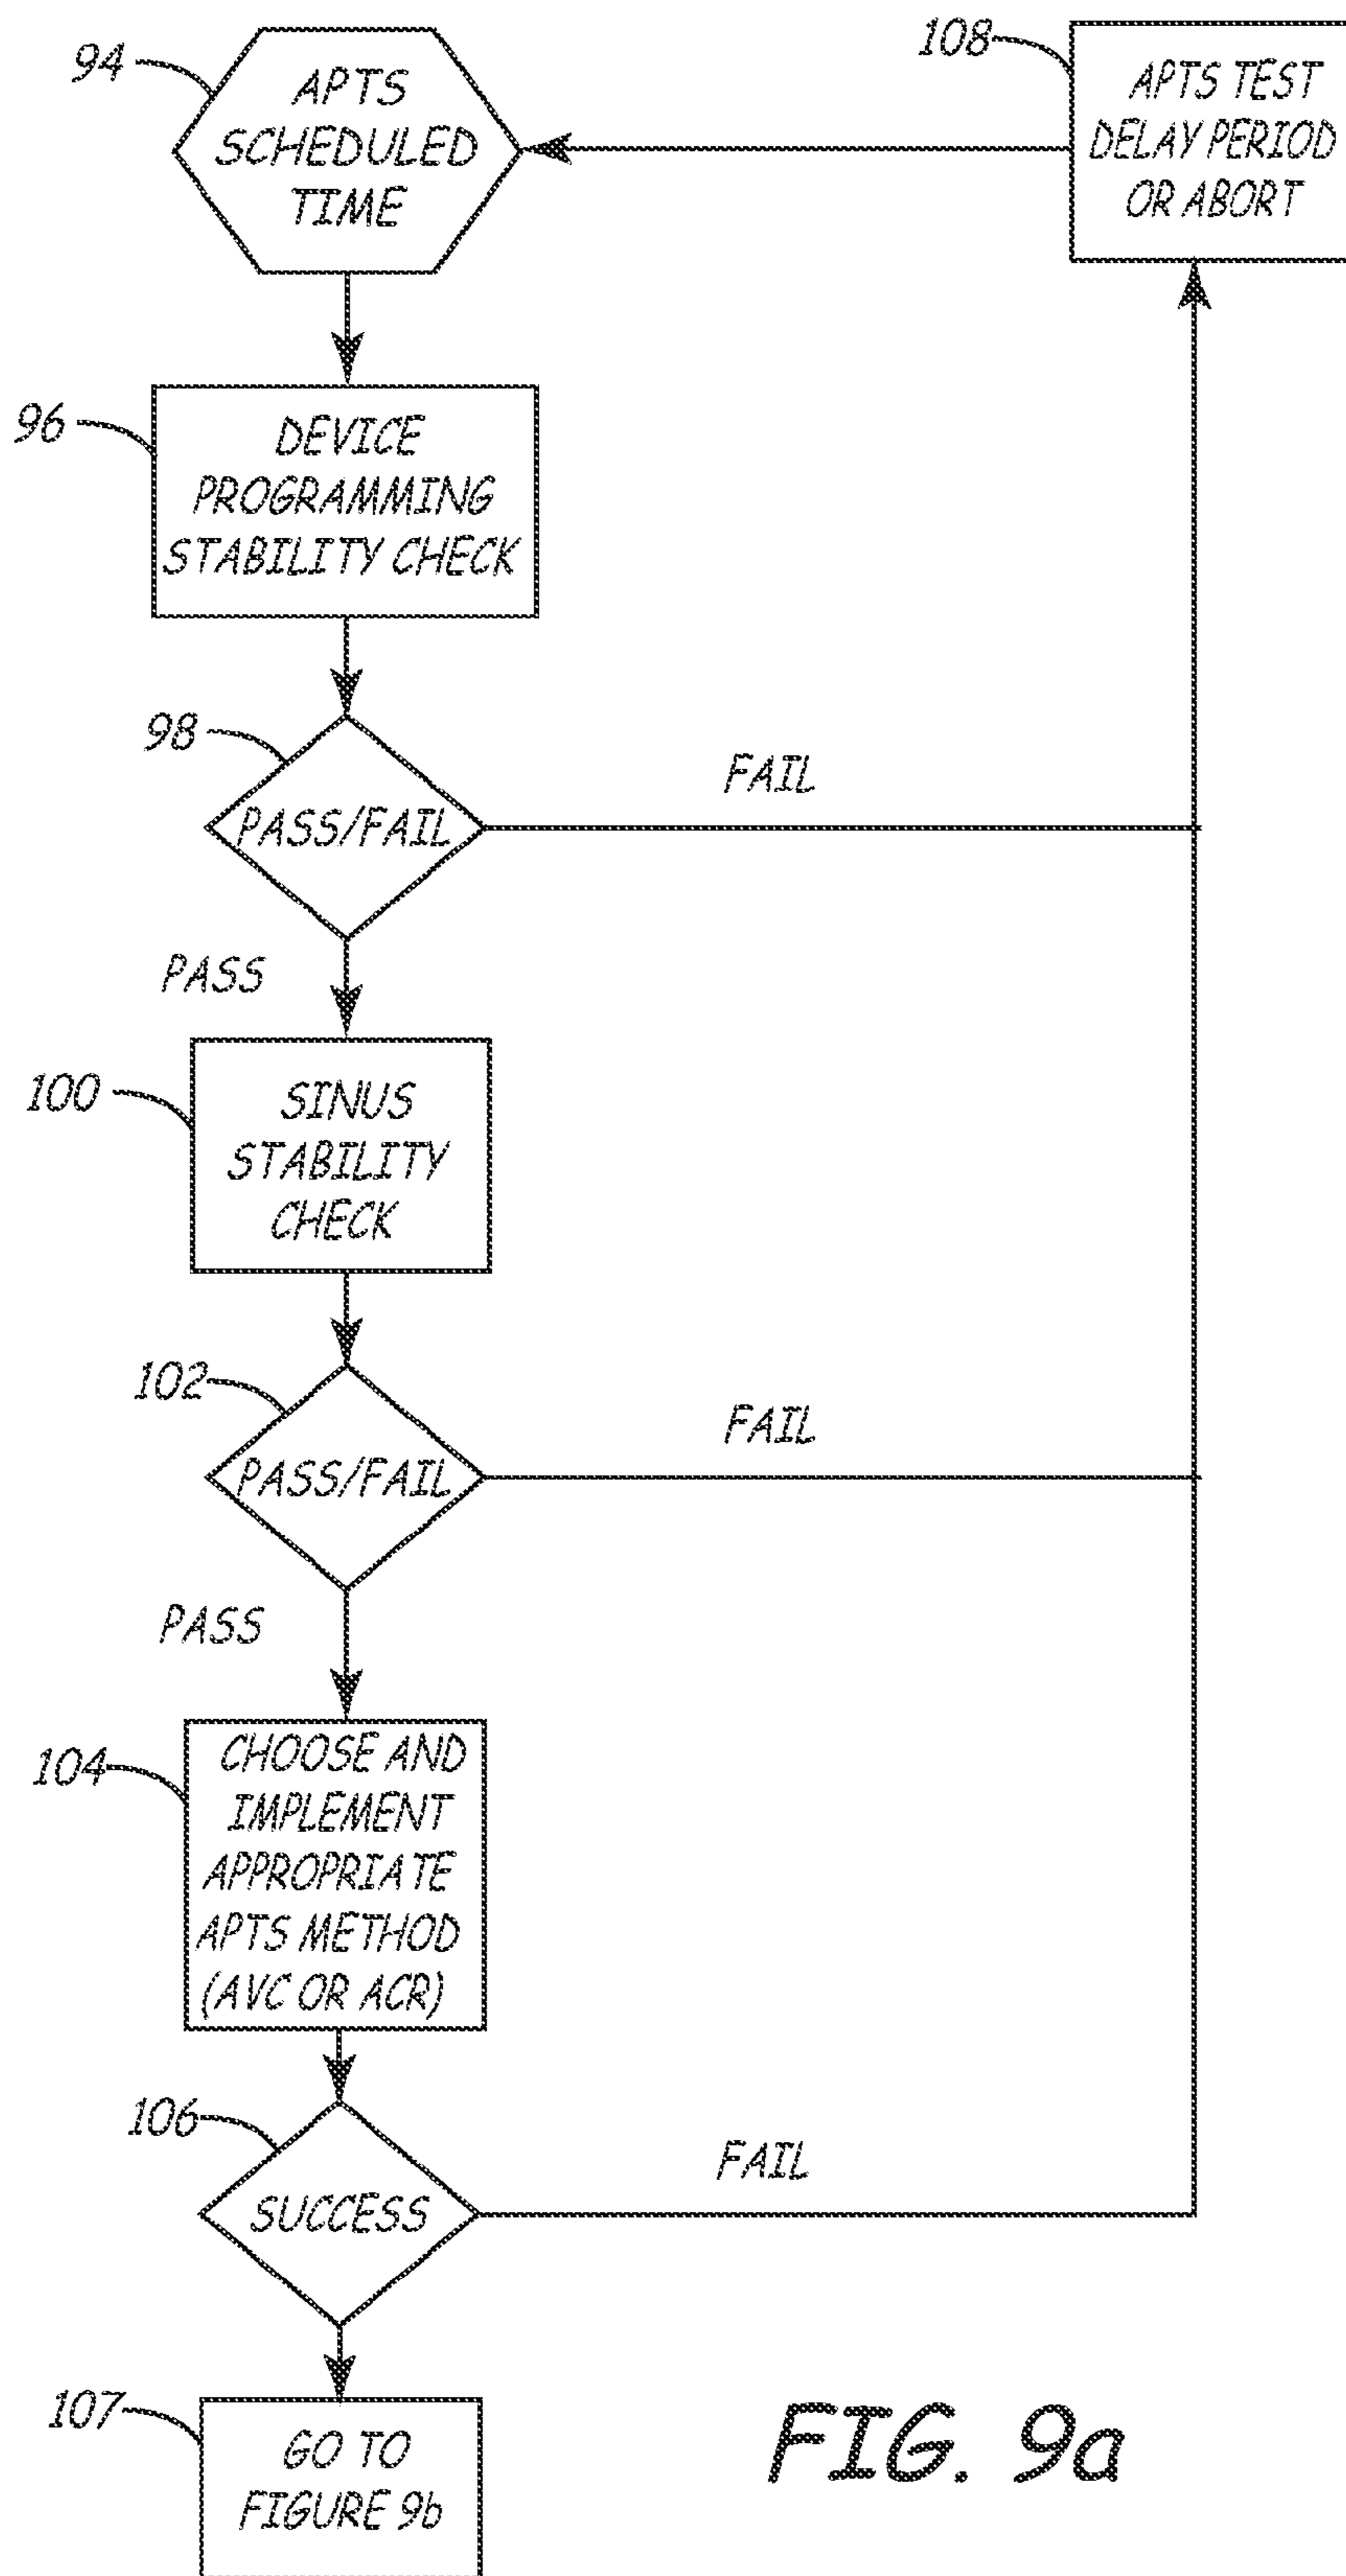 94
APTS
SCHEDULED
TIME
108
APTS TEST
DELAY PERIOD
OR ABORT
96
DEVICE
PROGRAMMING
STABILITY CHECK
98
PASS/FAIL
FAIL
PASS
100
SINUS
STABILITY
CHECK
102
PASS/FAIL
FAIL
PASS
104
CHOOSE AND
IMPLEMENT
APPROPRIATE
APTS METHOD
(AVC OR ACR)
106
SUCCESS
FAIL
107
GO TO
FIGURE 9b
FIG. 9a